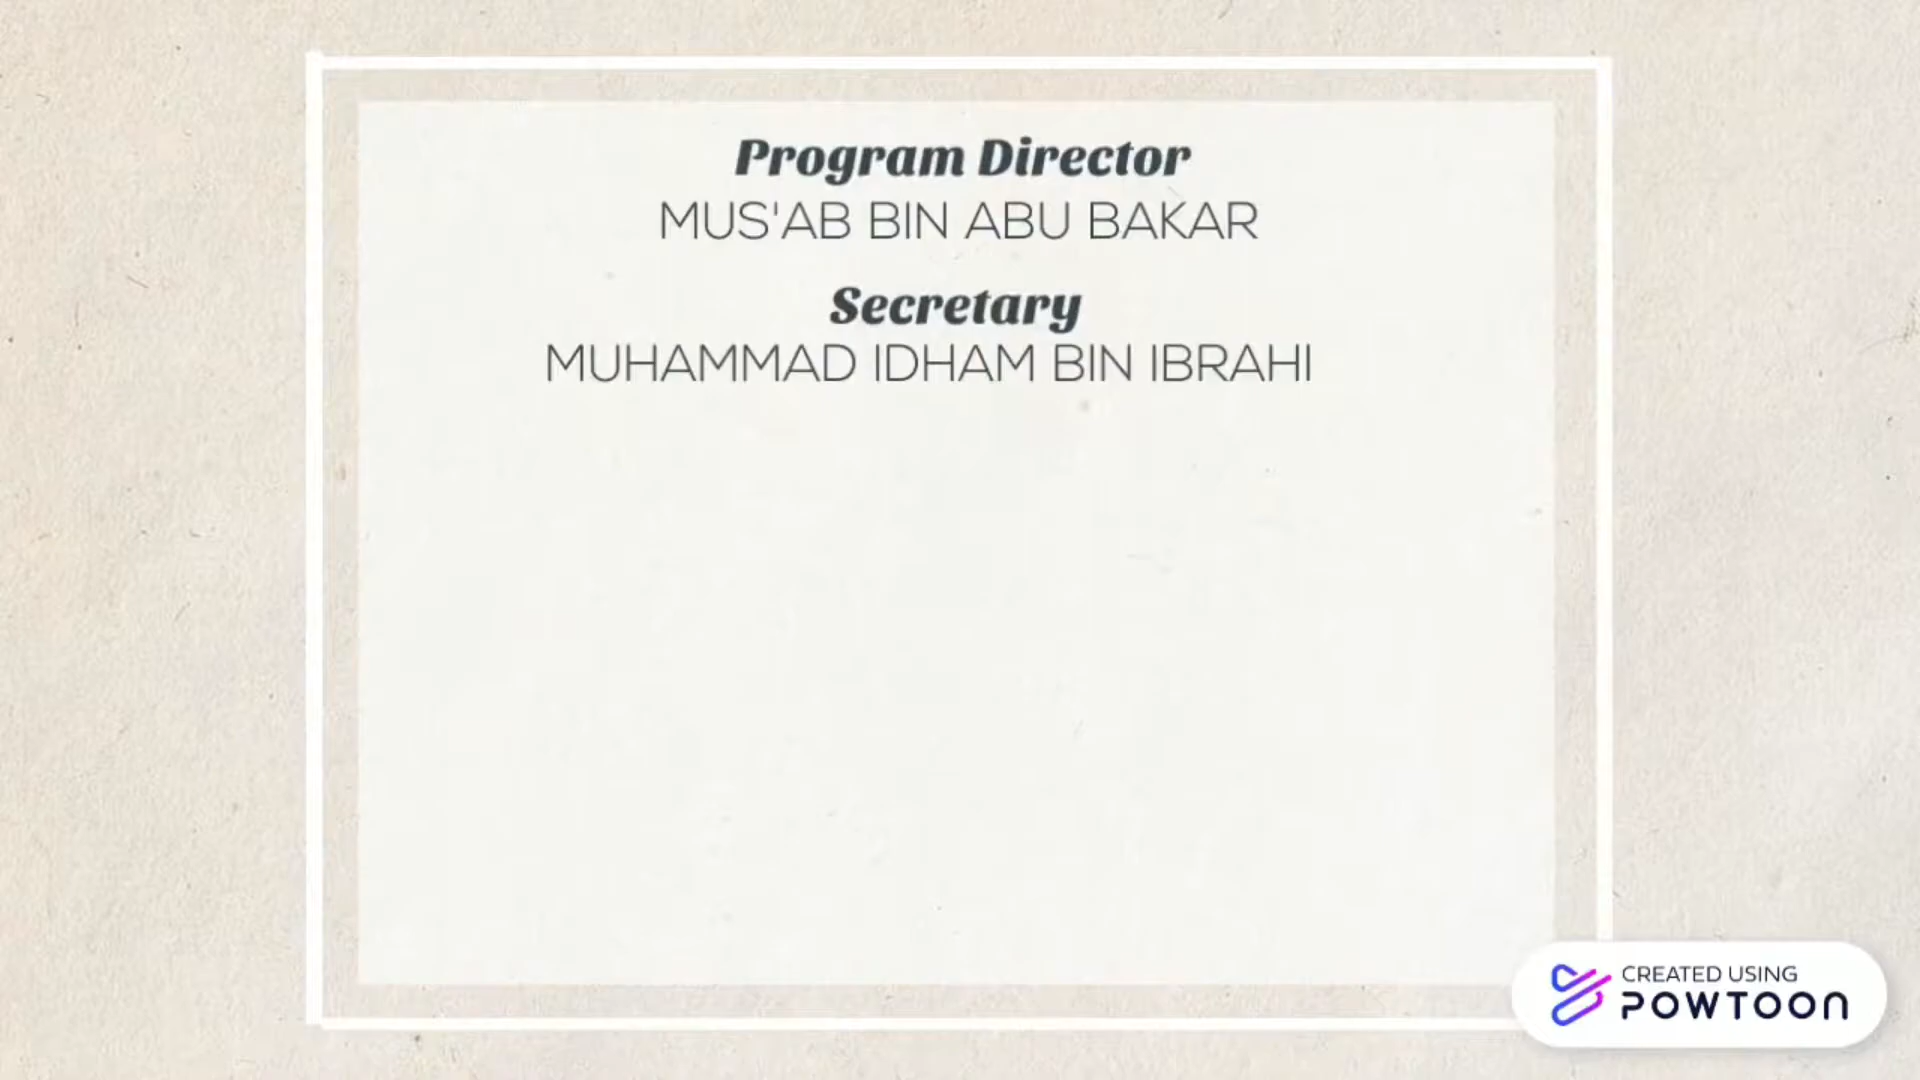 Program Director
MUS'AB BIN ABU BAKAR
Secretary
MUHAMMAD IDHAM BIN IBRAHI
CREATED USING
POWTOON